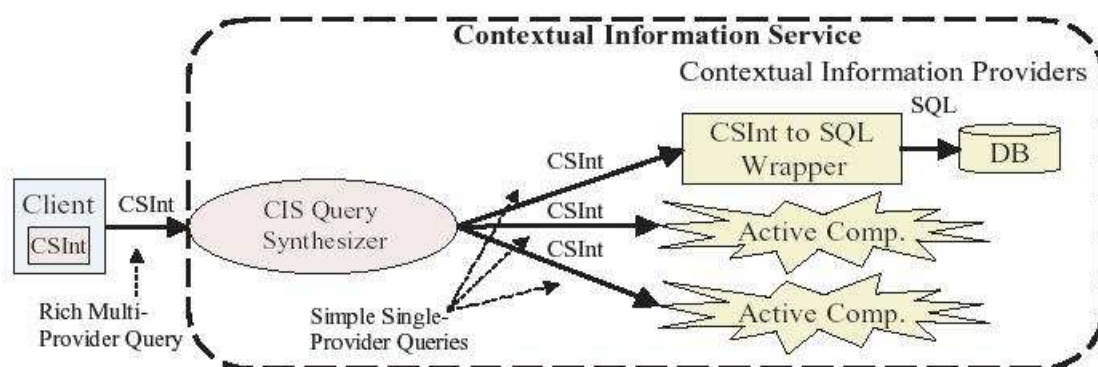 Contextual Information Service
Contextual Information Providers
SQL
CSInt to SQL
Wrapper
DB
CSInt
Client
CSInt
CSInt
CIS Query
Synthesizer
CSInt
Active Comp.
CSInt
Active Comp.
Rich Multi-
Provider Query
Simple Single-
Provider Queries